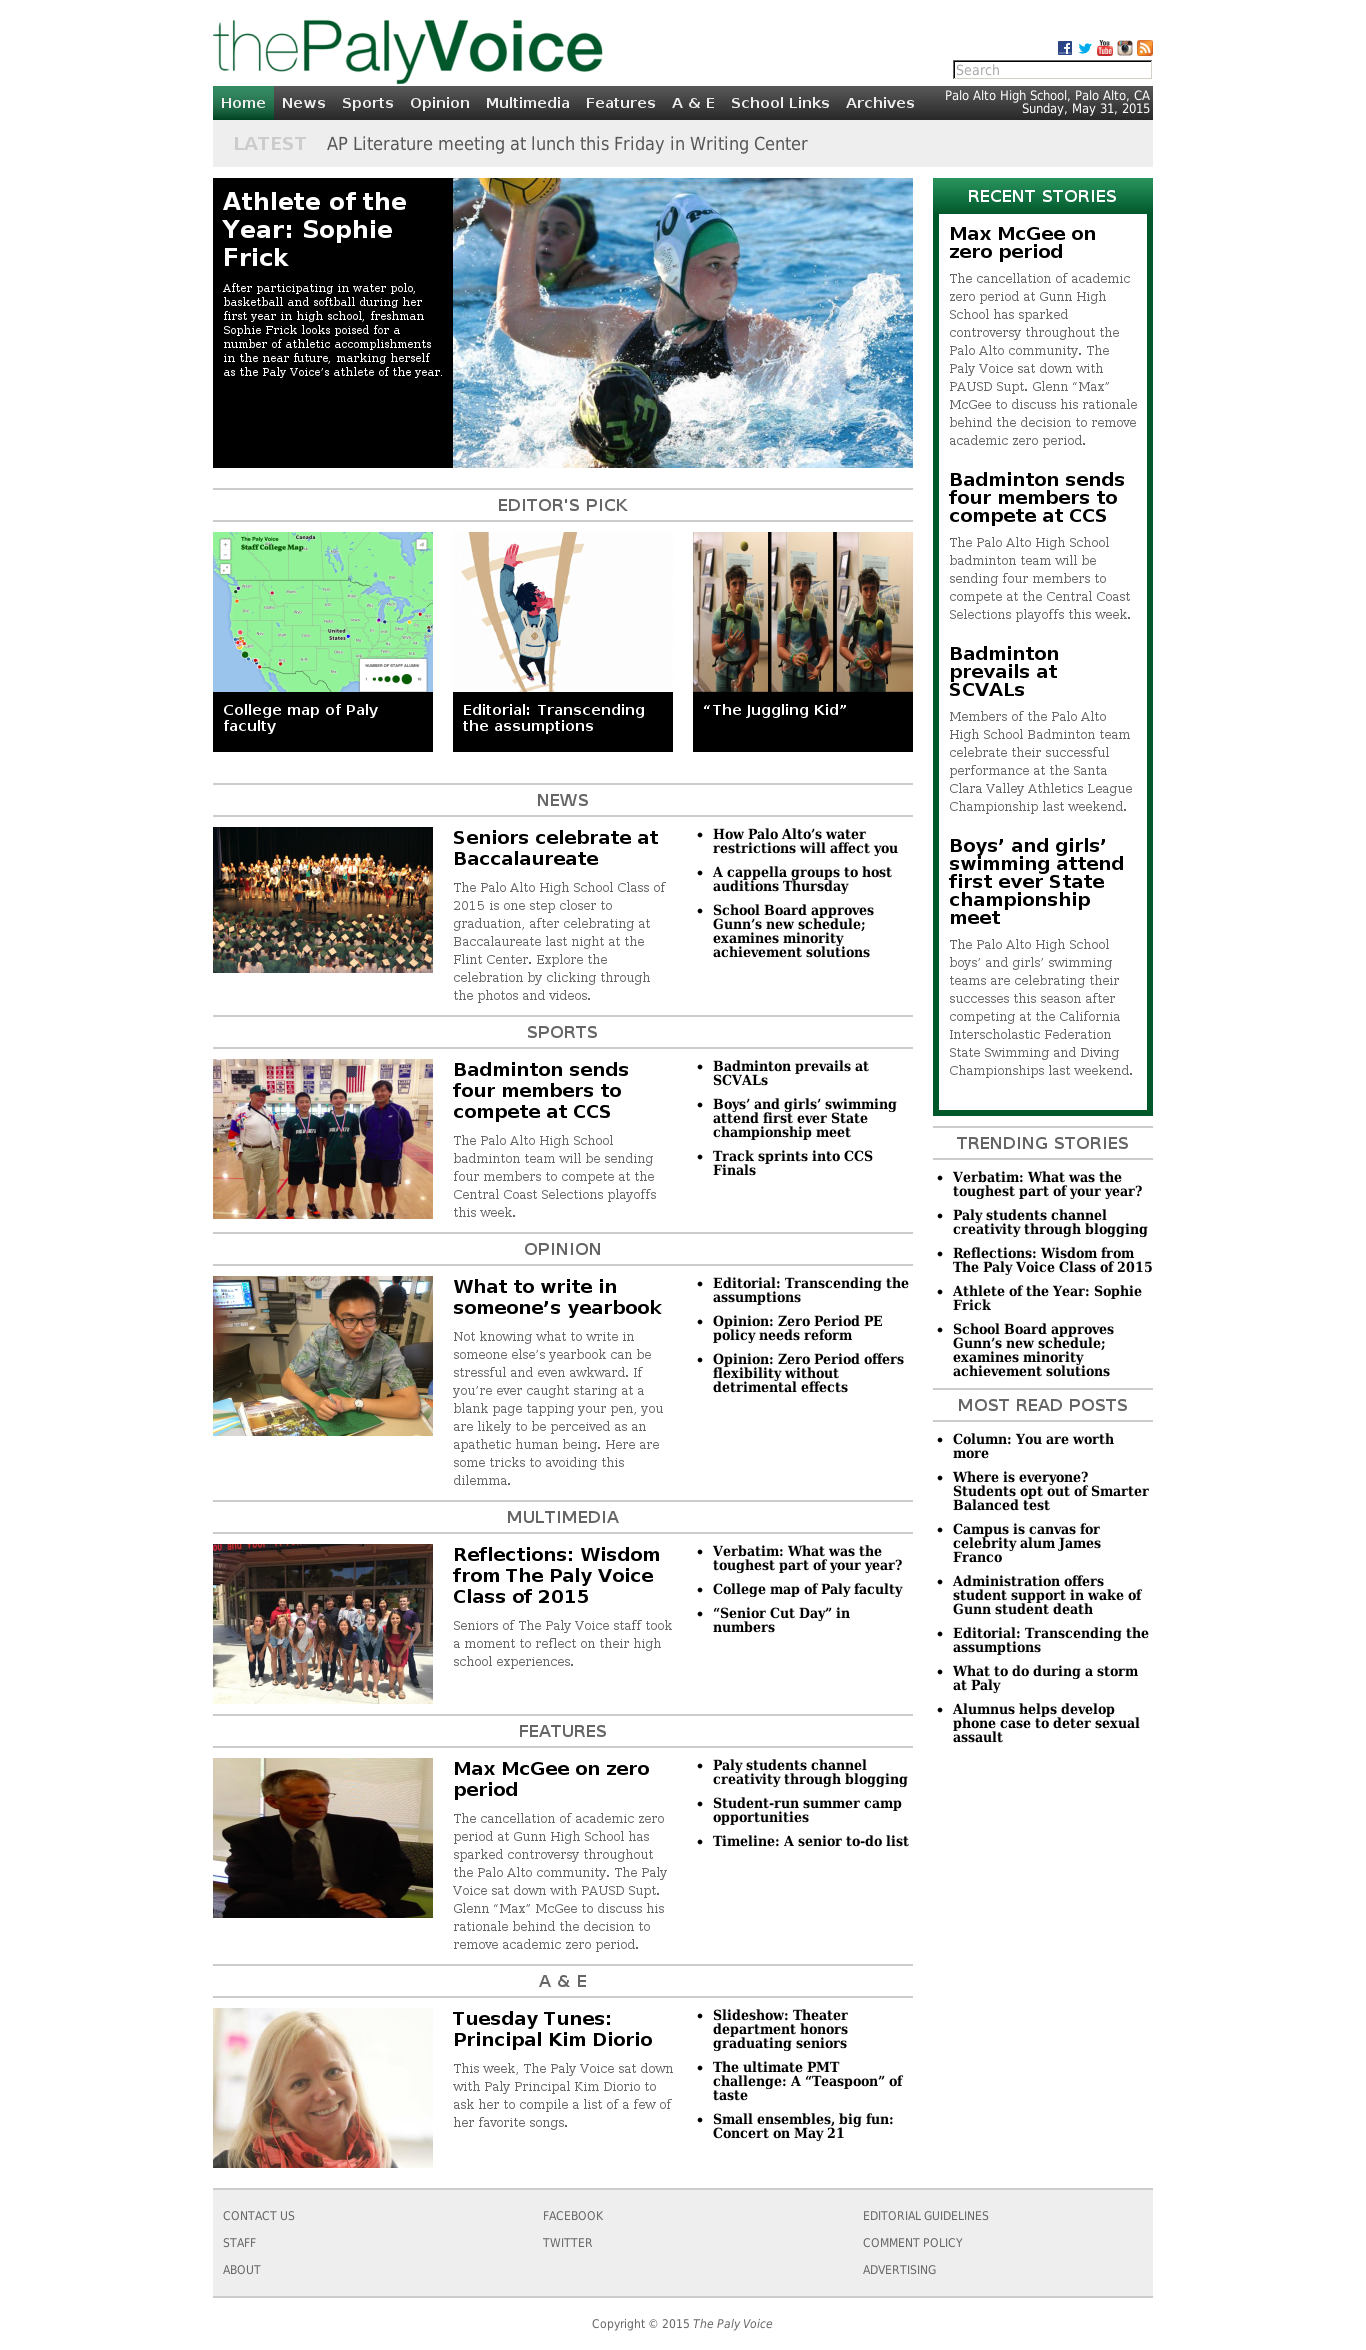 thePalyVoice
Search
Home News Sports Opinion Multimedia Features A & E School Links Archives
Palo Alto High School, Palo Alto, CA
Sunday, May 31, 2015
LATEST AP Literature meeting at lunch this Friday in Writing Center
Athlete of the
Year: Sophie
Frick
After participating in water polo,
basketball and softball during her
first year in high school, freshman
Sophie Frick looks poised for a
number of athletic accomplishments
in the near future, marking herself
as the Paly Voice’s athlete of the year.
EDITOR'S PICK
The Paly Voice
Staff College Map
Canada
United
States
NUMBER OF STAFF ALUMNI
College map of Paly
faculty
Editorial: Transcending
the assumptions
“The Juggling Kid”
NEWS
Seniors celebrate at
Baccalaureate
The Palo Alto High School Class of
2015 is one step closer to
graduation, after celebrating at
Baccalaureate last night at the
Flint Center. Explore the
celebration by clicking through
the photos and videos.
• How Palo Alto’s water
restrictions will affect you
• A cappella groups to host
auditions Thursday
• School Board approves
Gunn’s new schedule;
examines minority
achievement solutions
SPORTS
Badminton sends
four members to
compete at CCS
The Palo Alto High School
badminton team will be sending
four members to compete at the
Central Coast Selections playoffs
this week.
• Badminton prevails at
SCVALs
• Boys’ and girls’ swimming
attend first ever State
championship meet
• Track sprints into CCS
Finals
OPINION
What to write in
someone’s yearbook
Not knowing what to write in
someone else’s yearbook can be
stressful and even awkward. If
you’re ever caught staring at a
blank page tapping your pen, you
are likely to be perceived as an
apathetic human being. Here are
some tricks to avoiding this
dilemma.
• Editorial: Transcending the
assumptions
• Opinion: Zero Period PE
policy needs reform
• Opinion: Zero Period offers
flexibility without
detrimental effects
MULTIMEDIA
Reflections: Wisdom
from The Paly Voice
Class of 2015
Seniors of The Paly Voice staff took
a moment to reflect on their high
school experiences.
• Verbatim: What was the
toughest part of your year?
• College map of Paly faculty
• “Senior Cut Day” in
numbers
FEATURES
Max McGee on zero
period
The cancellation of academic zero
period at Gunn High School has
sparked controversy throughout
the Palo Alto community. The Paly
Voice sat down with PAUSD Supt.
Glenn “Max” McGee to discuss his
rationale behind the decision to
remove academic zero period.
• Paly students channel
creativity through blogging
• Student-run summer camp
opportunities
• Timeline: A senior to-do list
A & E
Tuesday Tunes:
Principal Kim Diorio
This week, The Paly Voice sat down
with Paly Principal Kim Diorio to
ask her to compile a list of a few of
her favorite songs.
• Slideshow: Theater
department honors
graduating seniors
• The ultimate PMT
challenge: A “Teaspoon” of
taste
• Small ensembles, big fun:
Concert on May 21
RECENT STORIES
Max McGee on
zero period
The cancellation of academic
zero period at Gunn High
School has sparked
controversy throughout the
Palo Alto community. The
Paly Voice sat down with
PAUSD Supt. Glenn “Max”
McGee to discuss his rationale
behind the decision to remove
academic zero period.
Badminton sends
four members to
compete at CCS
The Palo Alto High School
badminton team will be
sending four members to
compete at the Central Coast
Selections playoffs this week.
Badminton
prevails at
SCVALs
Members of the Palo Alto
High School Badminton team
celebrate their successful
performance at the Santa
Clara Valley Athletics League
Championship last weekend.
Boys’ and girls’
swimming attend
first ever State
championship
meet
The Palo Alto High School
boys’ and girls’ swimming
teams are celebrating their
successes this season after
competing at the California
Interscholastic Federation
State Swimming and Diving
Championships last weekend.
TRENDING STORIES
• Verbatim: What was the
toughest part of your year?
• Paly students channel
creativity through blogging
• Reflections: Wisdom from
The Paly Voice Class of 2015
• Athlete of the Year: Sophie
Frick
• School Board approves
Gunn’s new schedule;
examines minority
achievement solutions
MOST READ POSTS
• Column: You are worth
more
• Where is everyone?
Students opt out of Smarter
Balanced test
• Campus is canvas for
celebrity alum James
Franco
• Administration offers
student support in wake of
Gunn student death
• Editorial: Transcending the
assumptions
• What to do during a storm
at Paly
• Alumnus helps develop
phone case to deter sexual
assault
CONTACT US FACEBOOK EDITORIAL GUIDELINES
STAFF TWITTER COMMENT POLICY
ABOUT ADVERTISING
Copyright © 2015 The Paly Voice